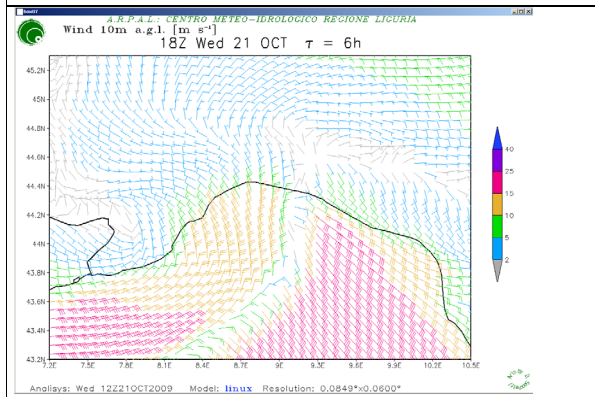 A.R.P.A.L.: CENTRO METEO-IDROLOGICO REGIONE LIGURIA
Wind 10m a.g.l. [m s⁻¹]
18Z Wed 21 OCT τ = 6h
45.2N
45N
44.8N
44.6N
44.4N
44.2N
44N
43.8N
43.6N
43.4N
43.2N
7.2E 7.5E 7.8E 8.1E 8.4E 8.7E 9E 9.3E 9.6E 9.9E 10.2E 10.5E
40
25
15
10
5
2
Analisys: Wed 12Z21OCT2009 Model: linux Resolution: 0.0849°x0.0600°